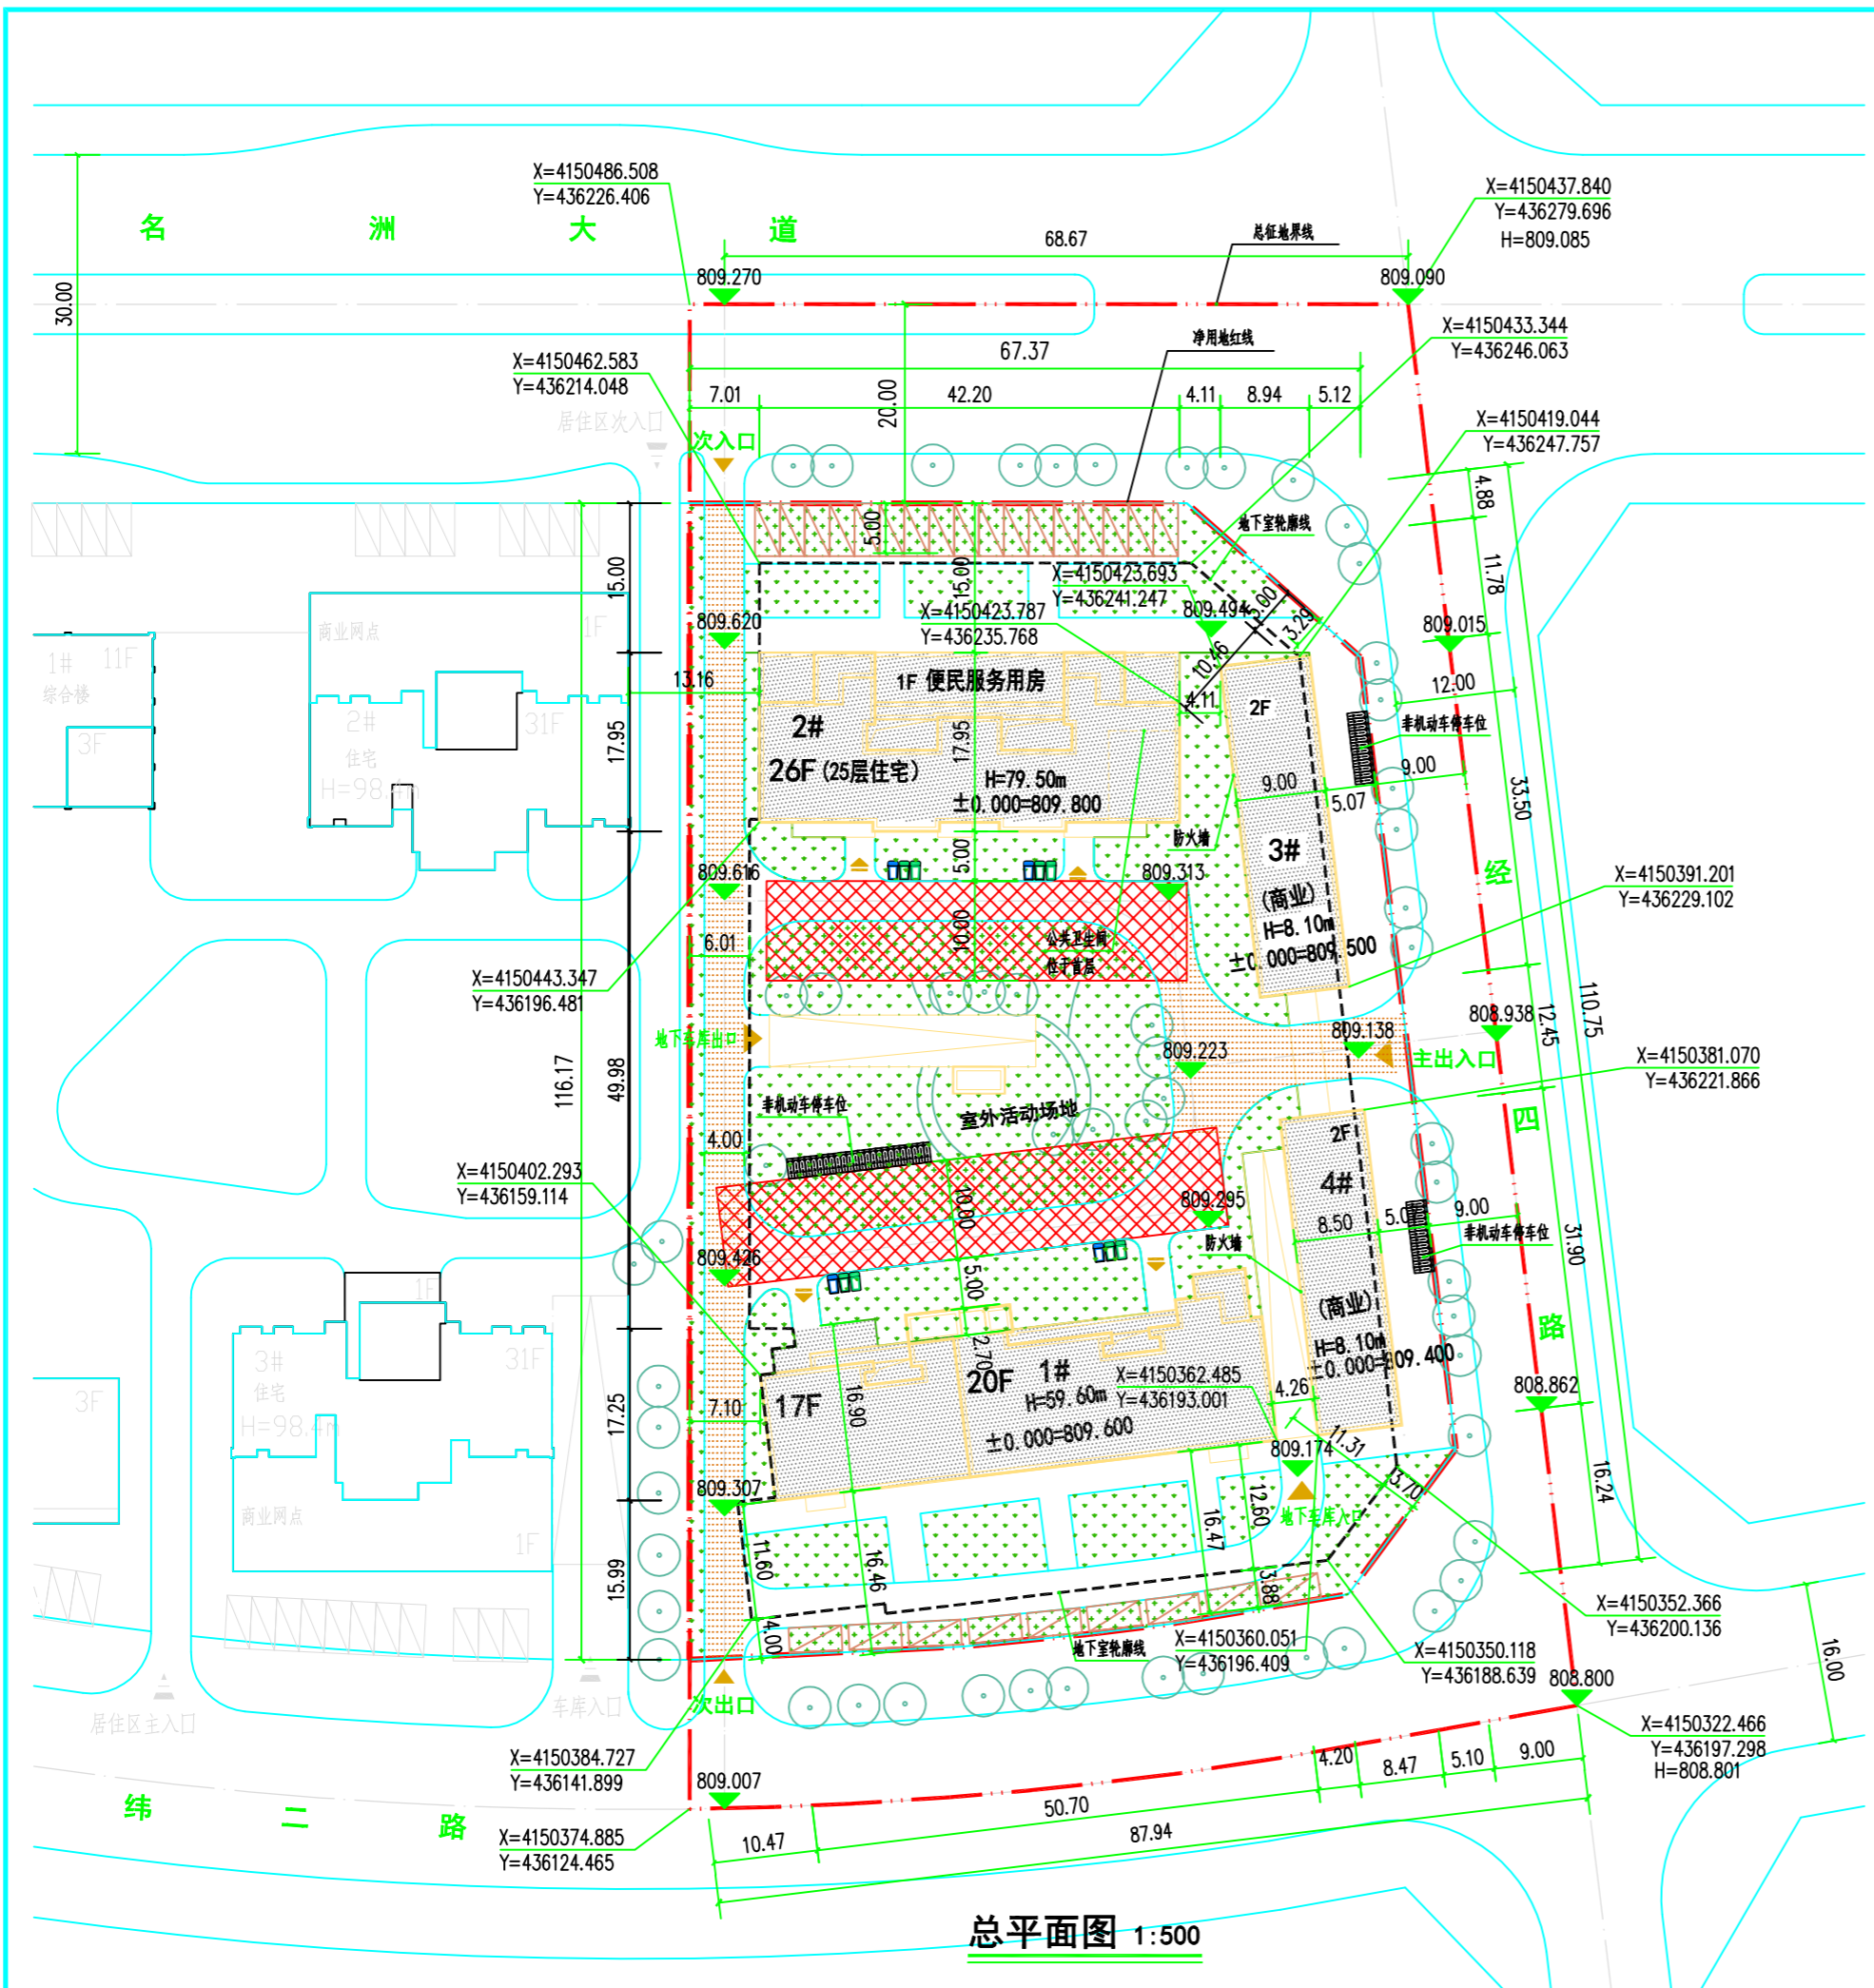 X=4150486.508
Y=436226.406
X=4150437.840
Y=436279.696
H=809.085
名洲大道
68.67
总征地界线
809.270
809.090
30.00
X=4150433.344
Y=436246.063
净用地红线
67.37
X=4150462.583
Y=436214.048
7.01
42.20
20.00
4.11
8.94
5.12
居住区次入口
次入口
X=4150419.044
Y=436247.757
4.88
5.00
地下室轮廓线
11.78
15.00
15.00
X=4150423.693
Y=436241.247
X=4150423.787
Y=436235.768
809.494
5.00
3.29
10.46
809.620
809.015
商业网点
1F
1#
11F
综合楼
3F
2#
31F
住宅
H=98.4m
13.16
17.95
1F 便民服务用房
2#
26F (25层住宅)
17.95
H=79.50m
±0.000=809.800
4.11
2F
12.00
非机动车停车位
9.00
9.00
5.07
33.50
防火墙
3#
(商业)
H=8.10m
±0.000=809.500
5.00
809.616
809.313
经四路
X=4150391.201
Y=436229.102
10.00
6.01
公共卫生间
位于首层
X=4150443.347
Y=436196.481
地下车库出口
110.75
808.938
12.45
809.138
809.223
主出入口
X=4150381.070
Y=436221.866
116.17
49.98
非机动车停车位
室外活动场地
4.00
2F
4#
X=4150402.293
Y=436159.114
10.00
809.295
8.50
5.07
9.00
非机动车停车位
31.90
防火墙
809.426
5.00
(商业)
H=8.10m
±0.000=809.400
1F
3#
31F
住宅
H=98.4m
3F
2.70
20F
1#
H=59.60m
±0.000=809.600
X=4150362.485
Y=436193.001
4.26
808.862
17F
16.90
7.10
17.25
11.31
809.174
809.307
3.70
16.24
商业网点
1F
地下车库入口
12.60
16.47
11.60
16.46
15.99
3.88
4.00
地下室轮廓线
X=4150360.051
Y=436196.409
X=4150352.366
Y=436200.136
X=4150350.118
Y=436188.639
808.800
16.00
居住区主入口
车库入口
次出口
X=4150322.466
Y=436197.298
H=808.801
X=4150384.727
Y=436141.899
809.007
4.20
8.47
5.10
9.00
纬二路
50.70
X=4150374.885
Y=436124.465
10.47
87.94
总平面图 1:500